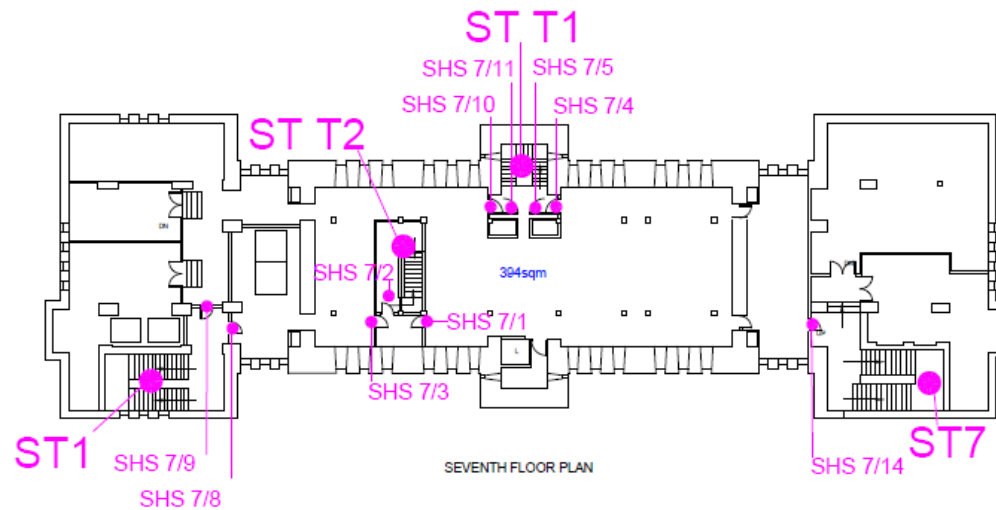 ST T1
SHS 7/11
SHS 7/5
SHS 7/10
SHS 7/4
ST T2
DN
SHS 7/2
394sqm
SHS 7/1
L
SHS 7/3
ST1
ST7
SHS 7/9
SEVENTH FLOOR PLAN
SHS 7/14
SHS 7/8